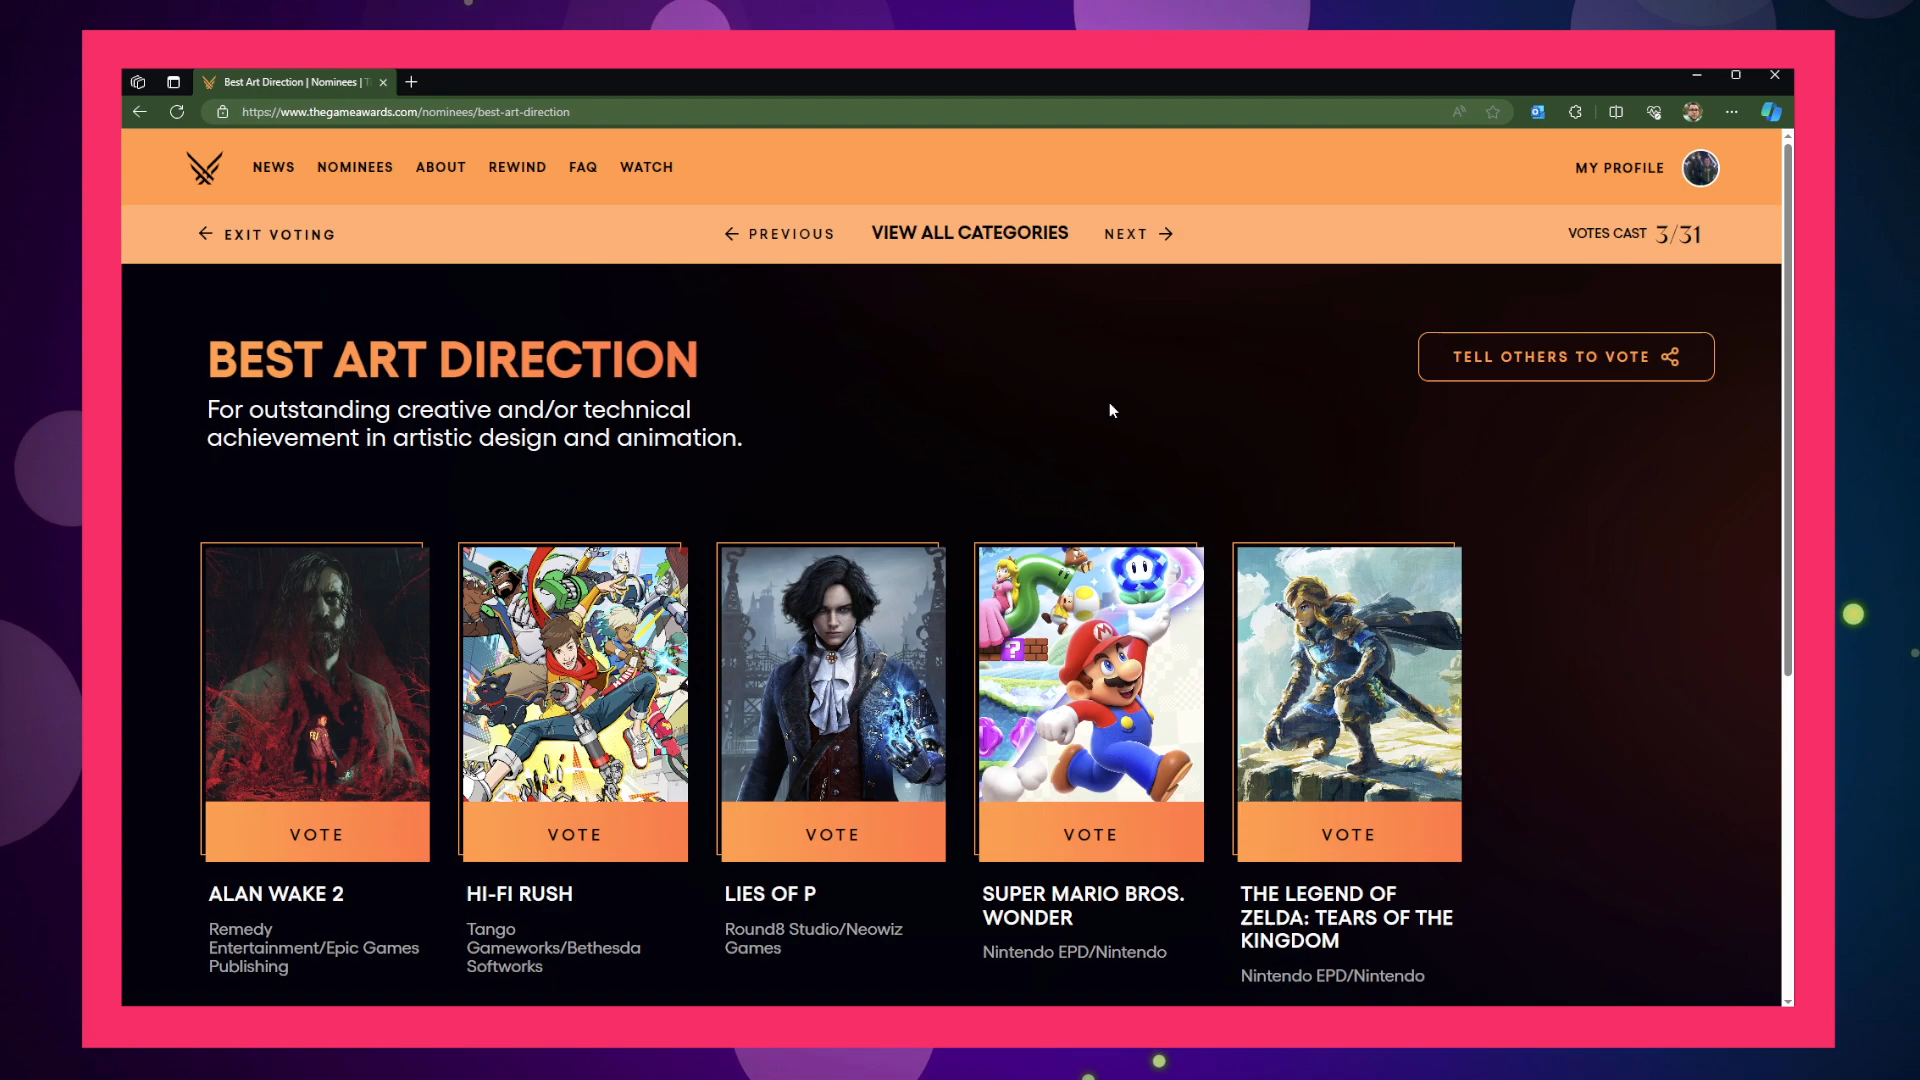 Best Art Direction | Nominees | T
https://www.thegameawards.com/nominees/best-art-direction
NEWS NOMINEES ABOUT REWIND FAQ WATCH MY PROFILE
EXIT VOTING PREVIOUS VIEW ALL CATEGORIES NEXT VOTES CAST 3/31
BEST ART DIRECTION
TELL OTHERS TO VOTE
For outstanding creative and/or technical
achievement in artistic design and animation.
FBI
M
?
VOTE VOTE VOTE VOTE VOTE
ALAN WAKE 2
Remedy
Entertainment/Epic Games
Publishing
HI-FI RUSH
Tango
Gameworks/Bethesda
Softworks
LIES OF P
Round8 Studio/Neowiz
Games
SUPER MARIO BROS.
WONDER
Nintendo EPD/Nintendo
THE LEGEND OF
ZELDA: TEARS OF THE
KINGDOM
Nintendo EPD/Nintendo